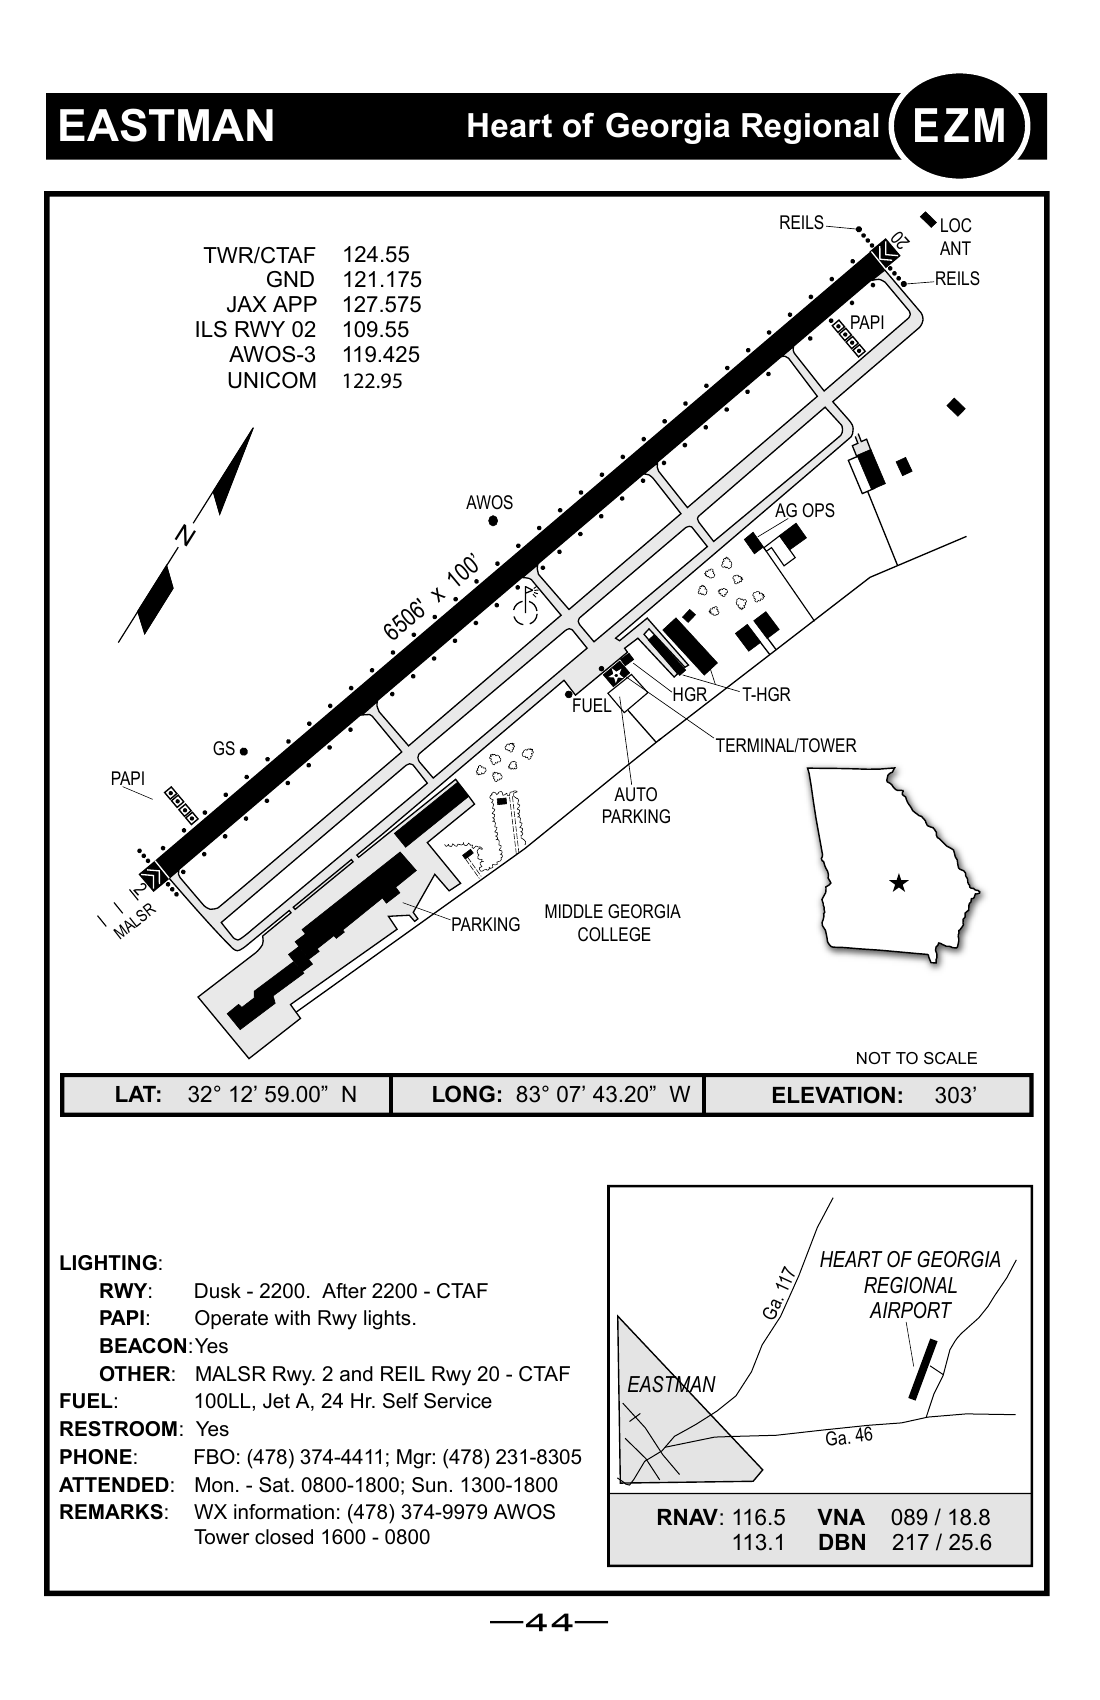 EASTMAN Heart of Georgia Regional EZM
TWR/CTAF 124.55
GND 121.175
JAX APP 127.575
ILS RWY 02 109.55
AWOS-3 119.425
UNICOM 122.95
REILS
20
LOC
ANT
REILS
PAPI
N
AWOS
AG OPS
6506' x 100'
HGR
T-HGR
FUEL
TERMINAL/TOWER
GS
PAPI
AUTO
PARKING
2
MALSR
PARKING
MIDDLE GEORGIA
COLLEGE
NOT TO SCALE
LAT: 32° 12’ 59.00” N LONG: 83° 07’ 43.20” W ELEVATION: 303’
LIGHTING:
RWY: Dusk - 2200. After 2200 - CTAF
PAPI: Operate with Rwy lights.
BEACON: Yes
OTHER: MALSR Rwy. 2 and REIL Rwy 20 - CTAF
FUEL: 100LL, Jet A, 24 Hr. Self Service
RESTROOM: Yes
PHONE: FBO: (478) 374-4411; Mgr: (478) 231-8305
ATTENDED: Mon. - Sat. 0800-1800; Sun. 1300-1800
REMARKS: WX information: (478) 374-9979 AWOS
Tower closed 1600 - 0800
HEART OF GEORGIA
REGIONAL
AIRPORT
Ga. 117
EASTMAN
Ga. 46
RNAV: 116.5 VNA 089 / 18.8
113.1 DBN 217 / 25.6
—44—